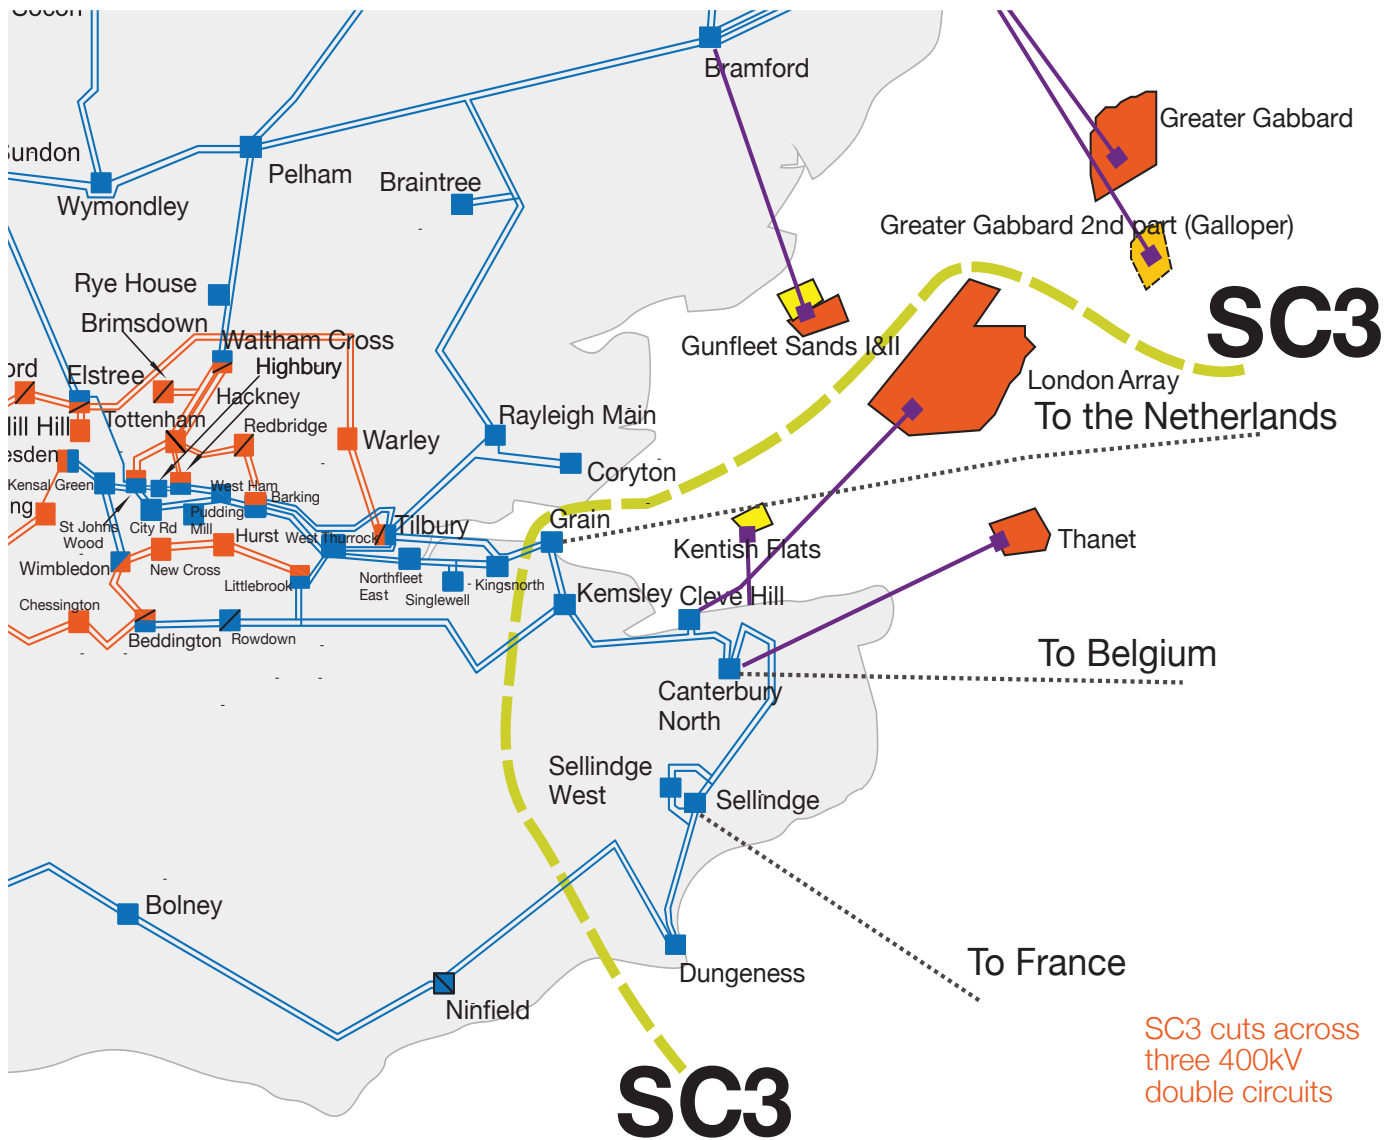 Bramford
Greater Gabbard
Sundon
Pelham
Braintree
Wymondley
Greater Gabbard 2nd part (Galloper)
Rye House
SC3
Brimsdown
Waltham Cross
Gunfleet Sands I&II
Highbury
Elstree
London Array
Hackney
To the Netherlands
Mill Hill
Tottenham
Redbridge
Rayleigh Main
Warley
Coryton
esden
Kensal Green
West Ham
Barking
ng
Pudding
Mill
St Johns
Wood
City Rd
Tilbury
Grain
Hurst
West Thurrock
Kentish Flats
Thanet
Wimbledon
New Cross
Littlebrook
Northfleet
East
Singlewell
Kingsnorth
Kemsley
Cleve Hill
Chessington
Beddington
Rowdown
To Belgium
Canterbury
North
Sellindge
West
Sellindge
Bolney
To France
Dungeness
Ninfield
SC3 cuts across
three 400kV
double circuits
SC3